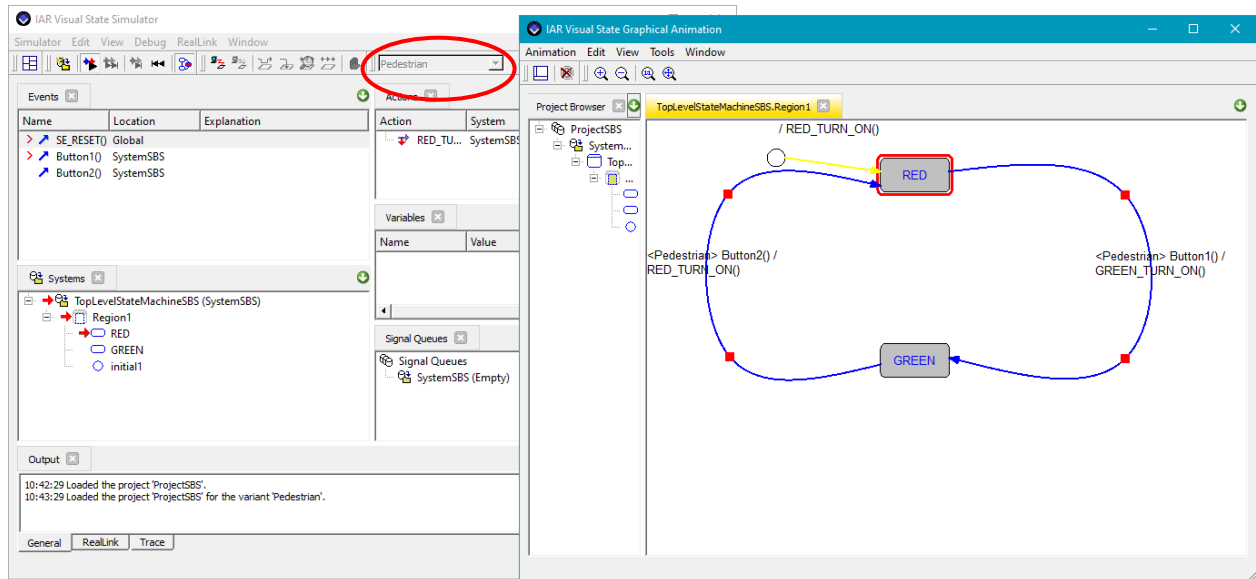 IAR Visual State Simulator
Simulator Edit View Debug RealLink Window
Pedestrian
Events
Name Location Explanation
SE_RESET() Global
Button1() SystemSBS
Button2() SystemSBS
Actions
Action System
RED_TU... SystemSBS
Variables
Name Value
Systems
TopLevelStateMachineSBS (SystemSBS)
Region1
RED
GREEN
initial1
Signal Queues
Signal Queues
SystemSBS (Empty)
Output
10:42:29 Loaded the project 'ProjectSBS'.
10:43:29 Loaded the project 'ProjectSBS' for the variant 'Pedestrian'.
General RealLink Trace
IAR Visual State Graphical Animation
Animation Edit View Tools Window
Project Browser
ProjectSBS
System...
Top...
...
TopLevelStateMachineSBS.Region1
/ RED_TURN_ON()
RED
<Pedestrian> Button2() /
RED_TURN_ON()
<Pedestrian> Button1() /
GREEN_TURN_ON()
GREEN